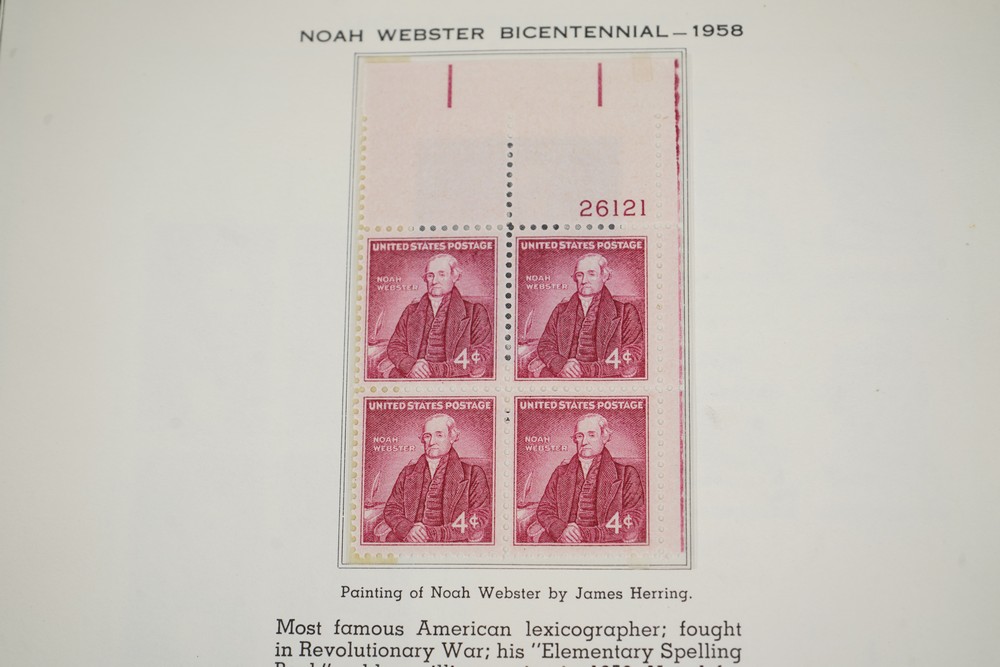 NOAH WEBSTER BICENTENNIAL — 1958
26121
UNITED STATES POSTAGE
NOAH
WEBSTER
4¢
UNITED STATES POSTAGE
NOAH
WEBSTER
4¢
UNITED STATES POSTAGE
NOAH
WEBSTER
4¢
UNITED STATES POSTAGE
NOAH
WEBSTER
4¢
Painting of Noah Webster by James Herring.
Most famous American lexicographer; fought
in Revolutionary War; his "Elementary Spelling